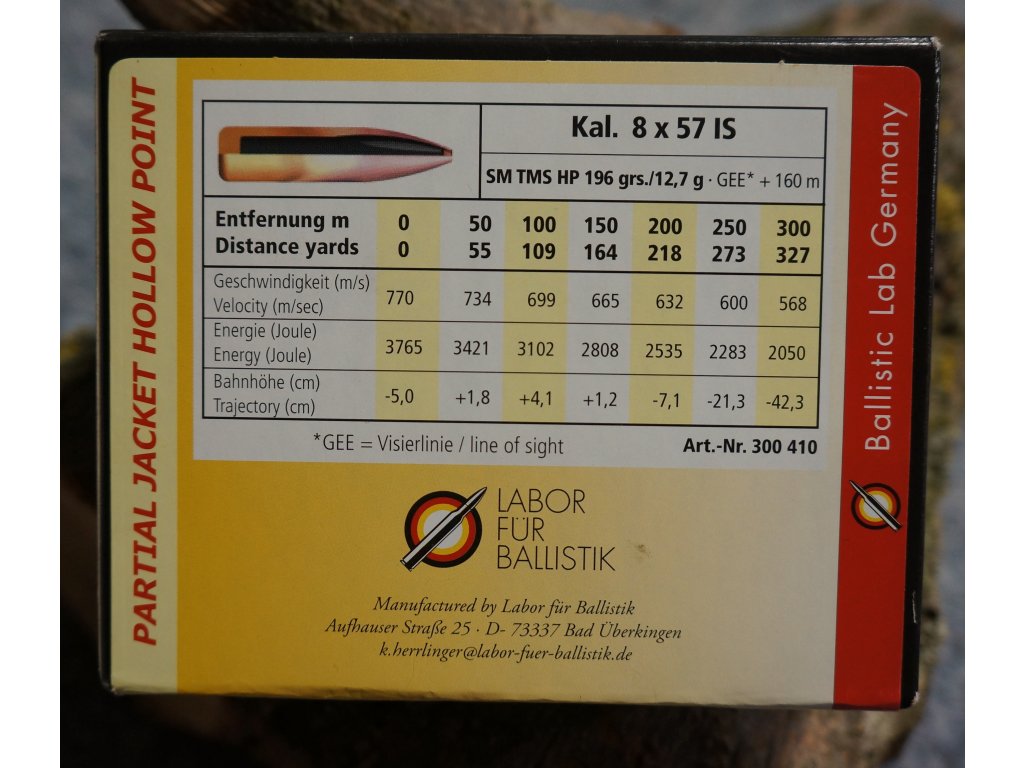 PARTIAL JACKET HOLLOW POINT
Kal. 8 x 57 IS
SM TMS HP 196 grs./12,7 g · GEE* + 160 m
Entfernung m 0 50 100 150 200 250 300
Distance yards 0 55 109 164 218 273 327
Geschwindigkeit (m/s)
Velocity (m/sec) 770 734 699 665 632 600 568
Energie (Joule)
Energy (Joule) 3765 3421 3102 2808 2535 2283 2050
Bahnhöhe (cm)
Trajectory (cm) -5,0 +1,8 +4,1 +1,2 -7,1 -21,3 -42,3
*GEE = Visierlinie / line of sight Art.-Nr. 300 410
LABOR
FÜR
BALLISTIK
Manufactured by Labor für Ballistik
Aufhauser Straße 25 · D- 73337 Bad Überkingen
k.herrlinger@labor-fuer-ballistik.de
Ballistic Lab Germany